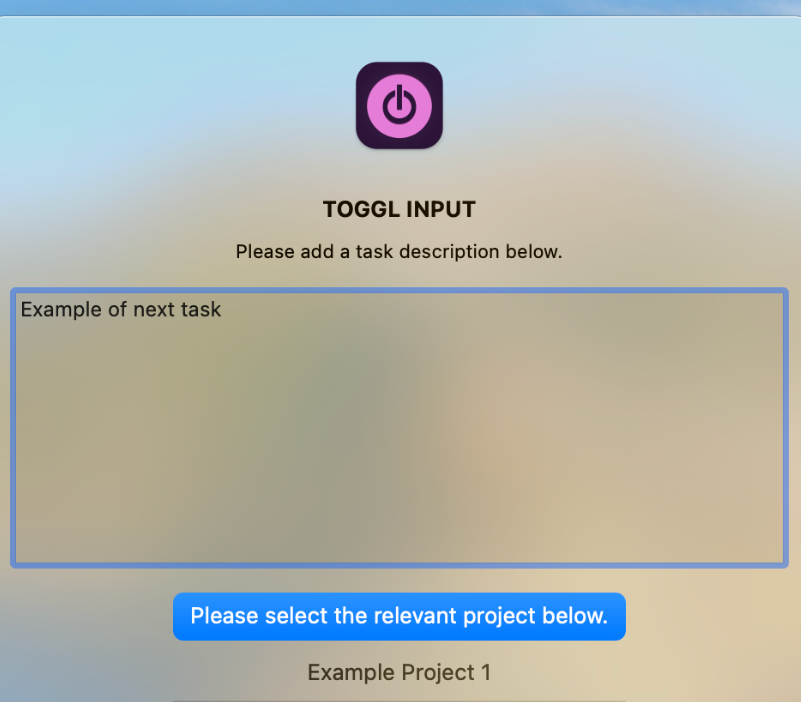 TOGGL INPUT
Please add a task description below.
Example of next task
Please select the relevant project below.
Example Project 1